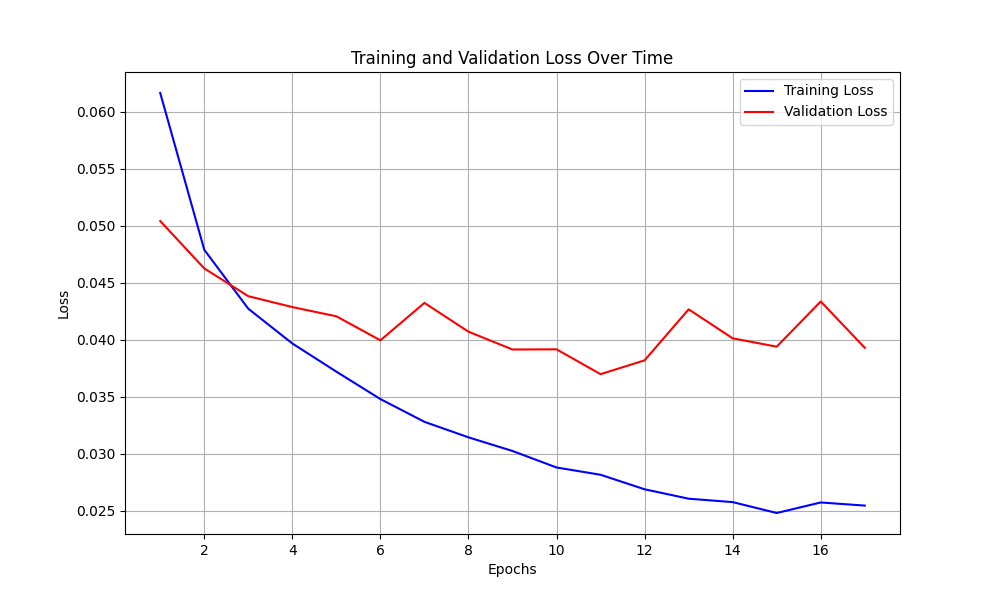 Training and Validation Loss Over Time
Training Loss
Validation Loss
0.060
0.055
0.050
0.045
0.040
0.035
0.030
0.025
Loss
2 4 6 8 10 12 14 16
Epochs